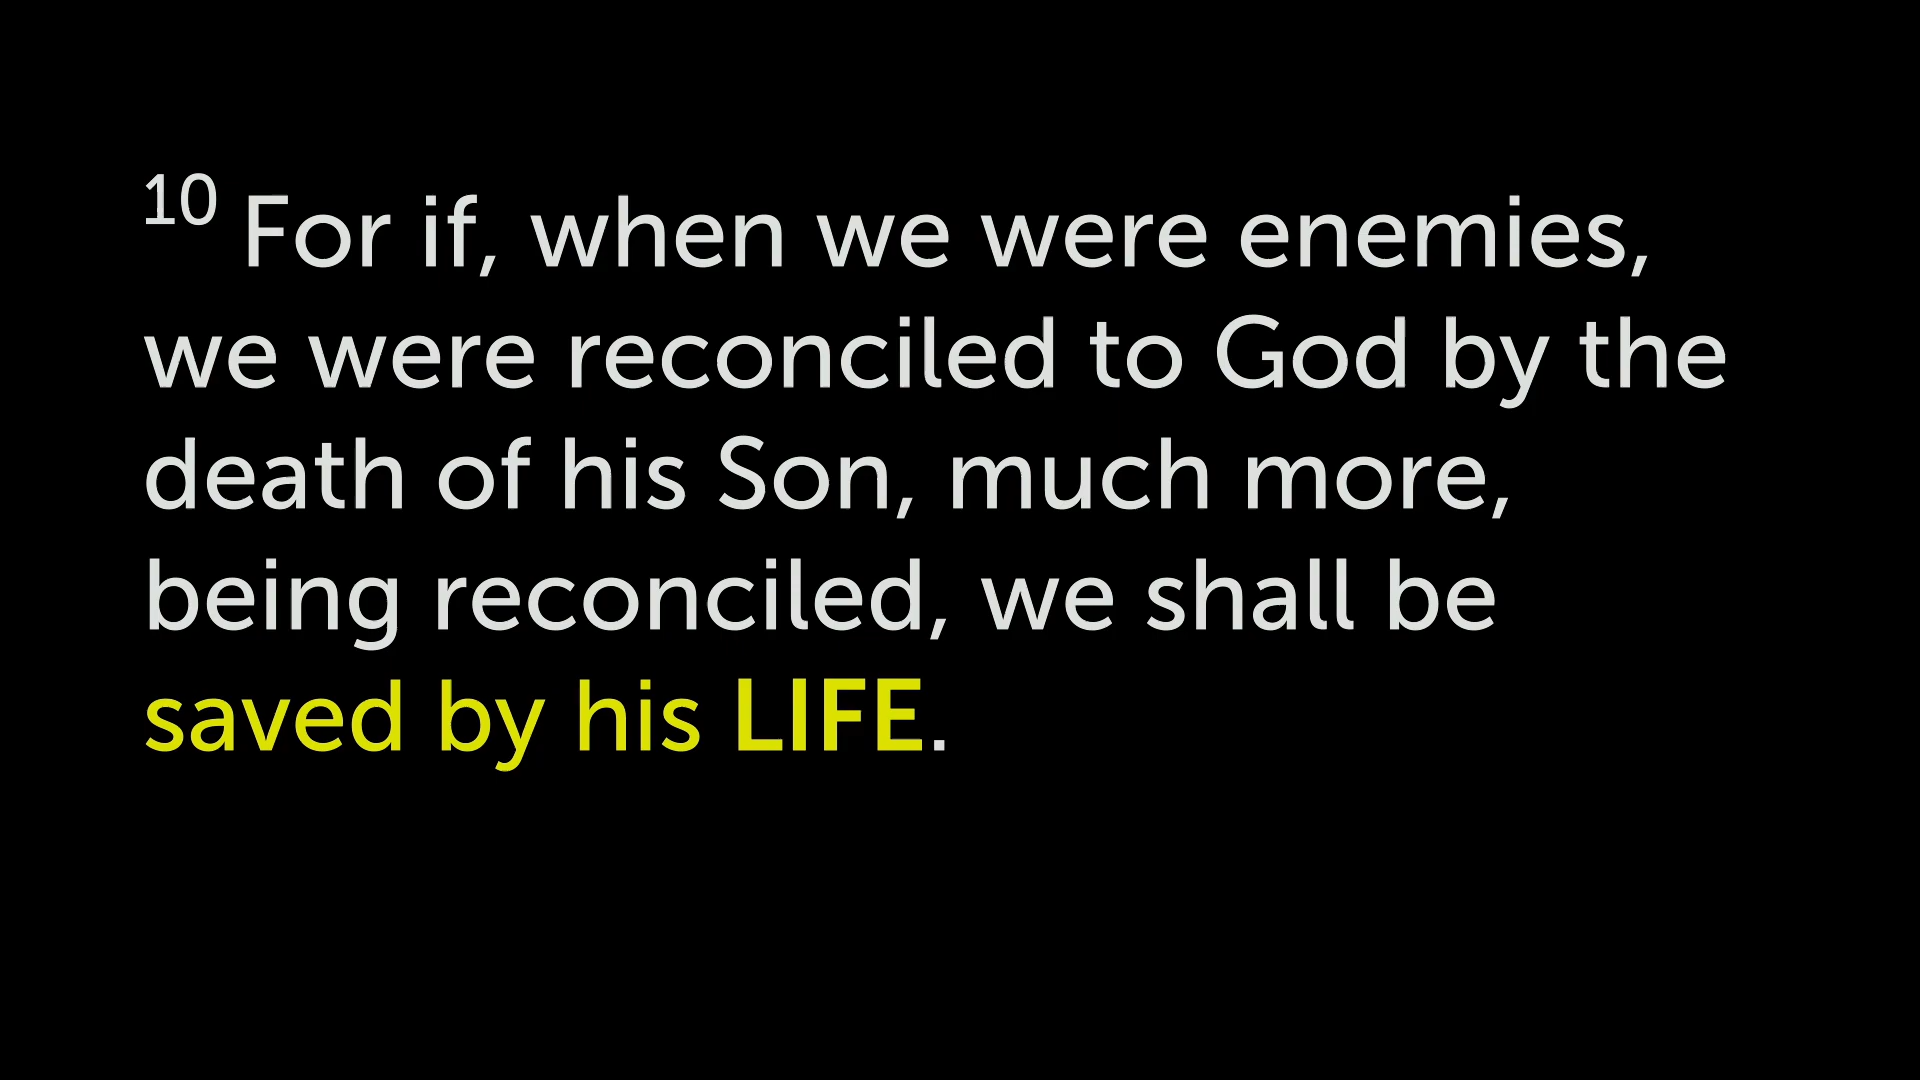 10 For if, when we were enemies,
we were reconciled to God by the
death of his Son, much more,
being reconciled, we shall be
saved by his LIFE.